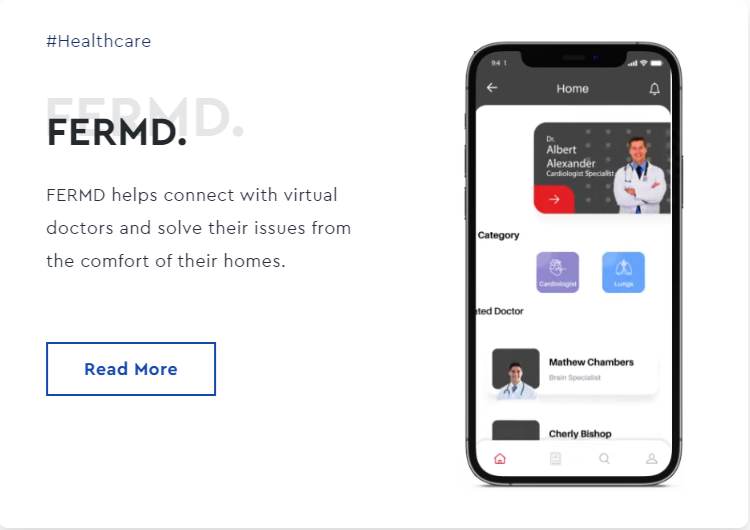 #Healthcare
FERMD.
FERMD.
FERMD helps connect with virtual
doctors and solve their issues from
the comfort of their homes.
Read More
94 1
Home
Dr.
Albert
Alexander
Cardiologist Specialist
Category
Cardiologist
Lungs
ated Doctor
Mathew Chambers
Brain Specialist
Cherly Bishop